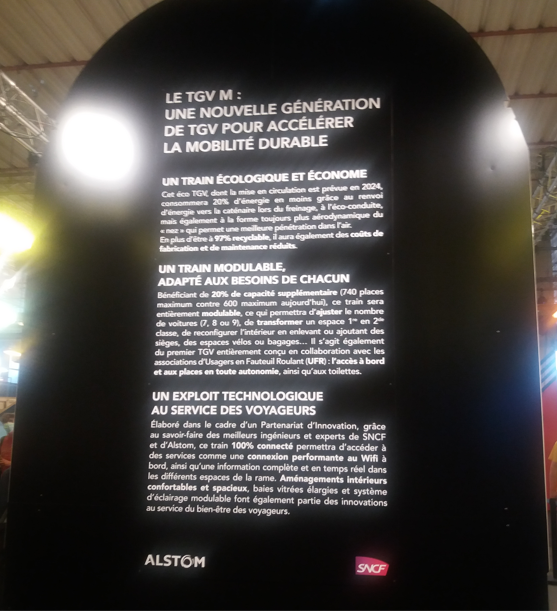 LE TGV M :
UNE NOUVELLE GÉNÉRATION
DE TGV POUR ACCÉLÉRER
LA MOBILITÉ DURABLE
UN TRAIN ÉCOLOGIQUE ET ÉCONOME
Cet éco TGV, dont la mise en circulation est prévue en 2024,
consommera 20% d'énergie en moins grâce au renvoi
d'énergie vers la caténaire lors du freinage, à l'éco-conduite,
mais également à la forme toujours plus aérodynamique du
« nez » qui permet une meilleure pénétration dans l'air.
En plus d'être à 97% recyclable, il aura également des coûts de
fabrication et de maintenance réduits.
UN TRAIN MODULABLE,
ADAPTÉ AUX BESOINS DE CHACUN
Bénéficiant de 20% de capacité supplémentaire (740 places
maximum contre 600 maximum aujourd'hui), ce train sera
entièrement modulable, ce qui permettra d'ajuster le nombre
de voitures (7, 8 ou 9), de transformer un espace 1re en 2de
classe, de reconfigurer l'intérieur en enlevant ou ajoutant des
sièges, des espaces vélos ou bagages... Il s'agit également
du premier TGV entièrement conçu en collaboration avec les
associations d'Usagers en Fauteuil Roulant (UFR) : l'accès à bord
et aux places en toute autonomie, ainsi qu'aux toilettes.
UN EXPLOIT TECHNOLOGIQUE
AU SERVICE DES VOYAGEURS
Élaboré dans le cadre d'un Partenariat d'Innovation, grâce
au savoir-faire des meilleurs ingénieurs et experts de SNCF
et d'Alstom, ce train 100% connecté permettra d'accéder à
des services comme une connexion performante au Wifi à
bord, ainsi qu'une information complète et en temps réel dans
les différents espaces de la rame. Aménagements intérieurs
confortables et spacieux, baies vitrées élargies et système
d'éclairage modulable font également partie des innovations
au service du bien-être des voyageurs.
ALSTOM
SNCF